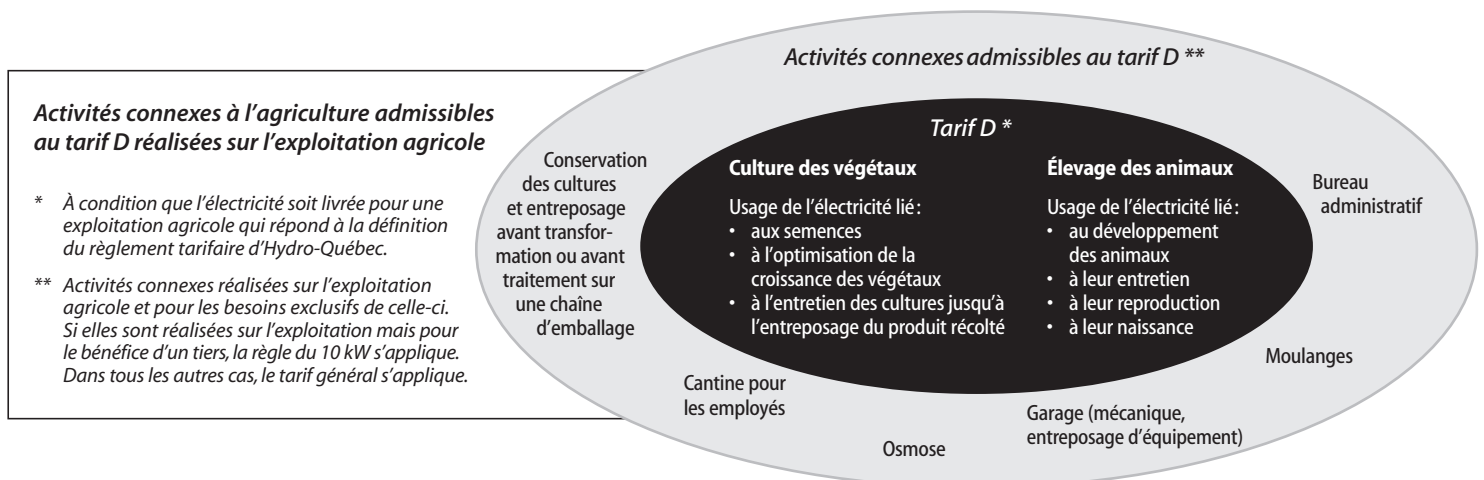 Activités connexes à l'agriculture admissibles
au tarif D réalisées sur l'exploitation agricole
* À condition que l'électricité soit livrée pour une
exploitation agricole qui répond à la définition
du règlement tarifaire d'Hydro-Québec.
** Activités connexes réalisées sur l'exploitation
agricole et pour les besoins exclusifs de celle-ci.
Si elles sont réalisées sur l'exploitation mais pour
le bénéfice d'un tiers, la règle du 10 kW s'applique.
Dans tous les autres cas, le tarif général s'applique.
Activités connexes admissibles au tarif D **
Tarif D *
Conservation
des cultures
et entreposage
avant transfor-
mation ou avant
traitement sur
une chaîne
d'emballage
Culture des végétaux
Usage de l'électricité lié :
• aux semences
• à l'optimisation de la
croissance des végétaux
• à l'entretien des cultures jusqu'à
l'entreposage du produit récolté
Élevage des animaux
Usage de l'électricité lié :
• au développement
des animaux
• à leur entretien
• à leur reproduction
• à leur naissance
Bureau
administratif
Moulanges
Cantine pour
les employés
Osmose
Garage (mécanique,
entreposage d'équipement)